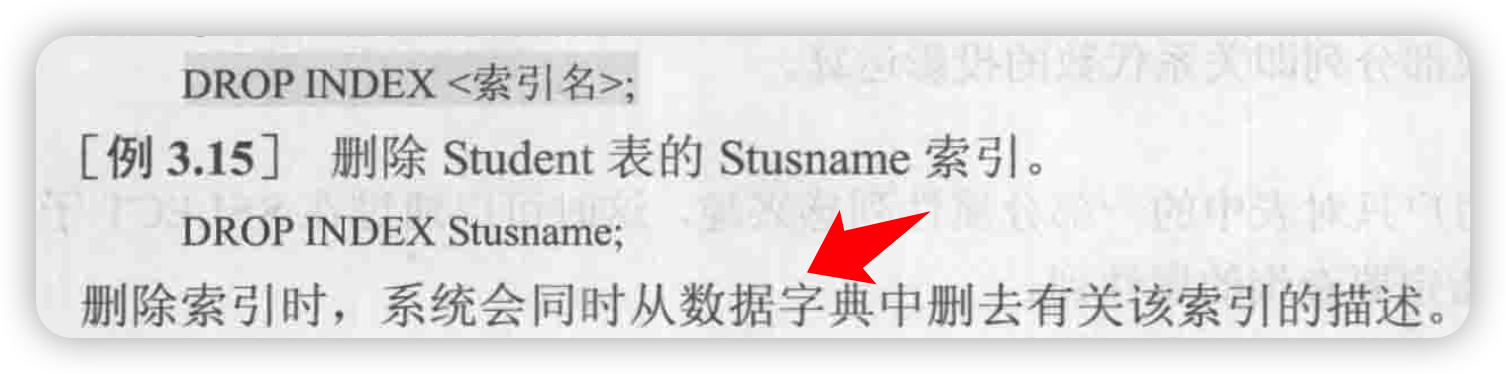 DROP INDEX <索引名>;
［例 3.15］ 删除 Student 表的 Stusname 索引。
DROP INDEX Stusname;
删除索引时，系统会同时从数据字典中删去有关该索引的描述。